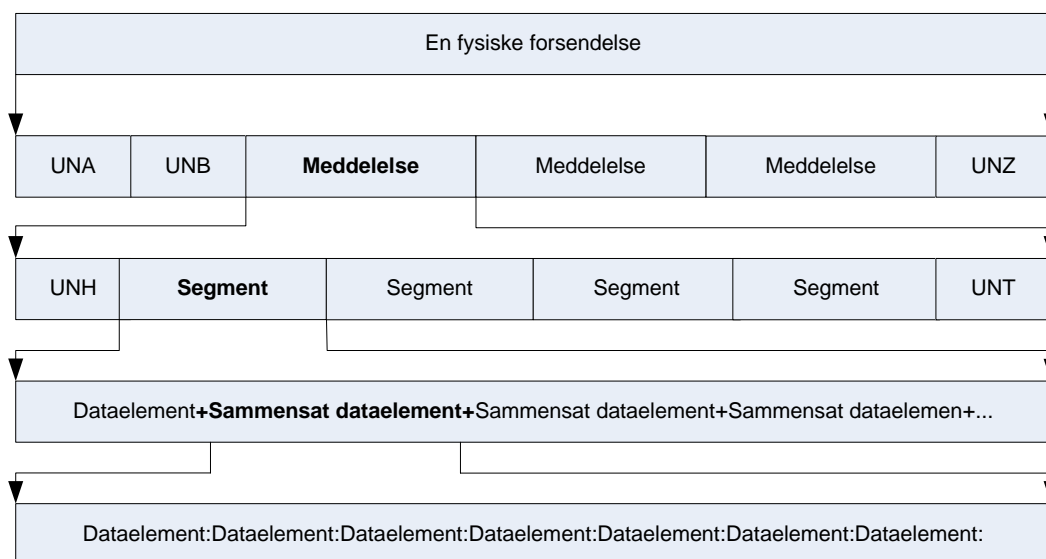 En fysiske forsendelse
UNA UNB Meddelelse Meddelelse Meddelelse UNZ
UNH Segment Segment Segment Segment UNT
Dataelement+Sammensat dataelement+Sammensat dataelement+Sammensat dataelemen+...
Dataelement:Dataelement:Dataelement:Dataelement:Dataelement:Dataelement:Dataelement: